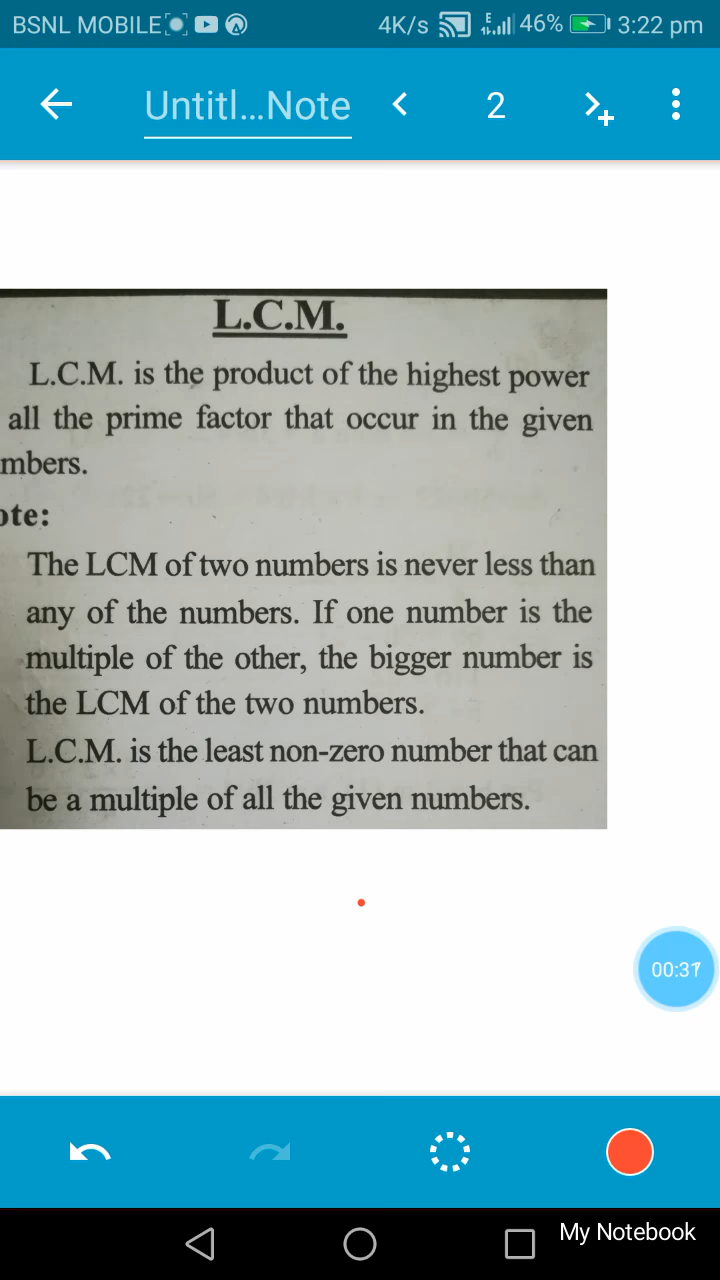 BSNL MOBILE 4K/s 46% 3:22 pm
Untitl...Note 2
L.C.M.
L.C.M. is the product of the highest power
all the prime factor that occur in the given
mbers.
ote:
The LCM of two numbers is never less than
any of the numbers. If one number is the
multiple of the other, the bigger number is
the LCM of the two numbers.
L.C.M. is the least non-zero number that can
be a multiple of all the given numbers.
My Notebook